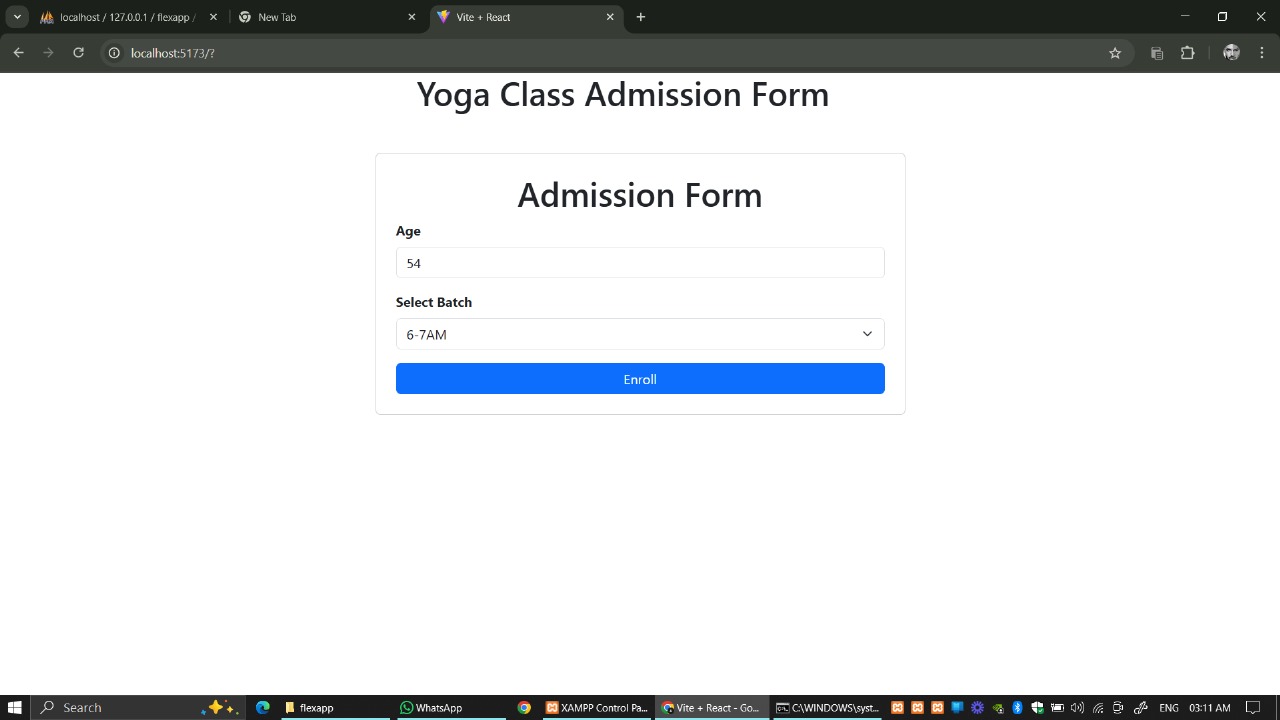 localhost / 127.0.0.1 / flexapp /
New Tab
Vite + React
localhost:5173/?
Yoga Class Admission Form
Admission Form
Age
54
Select Batch
6-7AM
Enroll
Search
flexapp
WhatsApp
XAMPP Control Pa...
Vite + React - Go...
C:\WINDOWS\syst...
ENG
03:11 AM